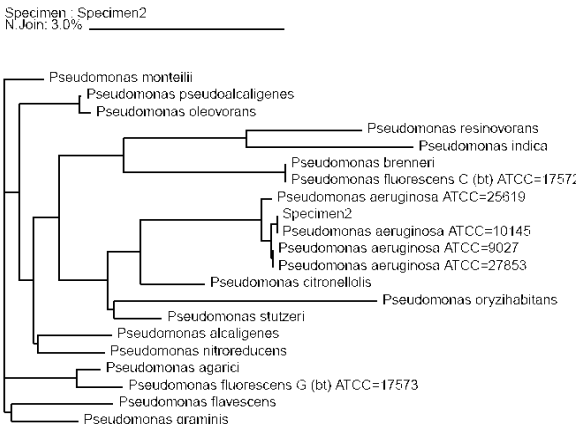 Specimen : Specimen2
N.Join: 3.0%
Pseudomonas monteilii
Pseudomonas pseudoalcaligenes
Pseudomonas oleovorans
Pseudomonas resinovorans
Pseudomonas indica
Pseudomonas brenneri
Pseudomonas fluorescens C (bt) ATCC=17572
Pseudomonas aeruginosa ATCC=25619
Specimen2
Pseudomonas aeruginosa ATCC=10145
Pseudomonas aeruginosa ATCC=9027
Pseudomonas aeruginosa ATCC=27853
Pseudomonas citronellolis
Pseudomonas oryzihabitans
Pseudomonas stutzeri
Pseudomonas alcaligenes
Pseudomonas nitroreducens
Pseudomonas agarici
Pseudomonas fluorescens G (bt) ATCC=17573
Pseudomonas flavescens
Pseudomonas graminis